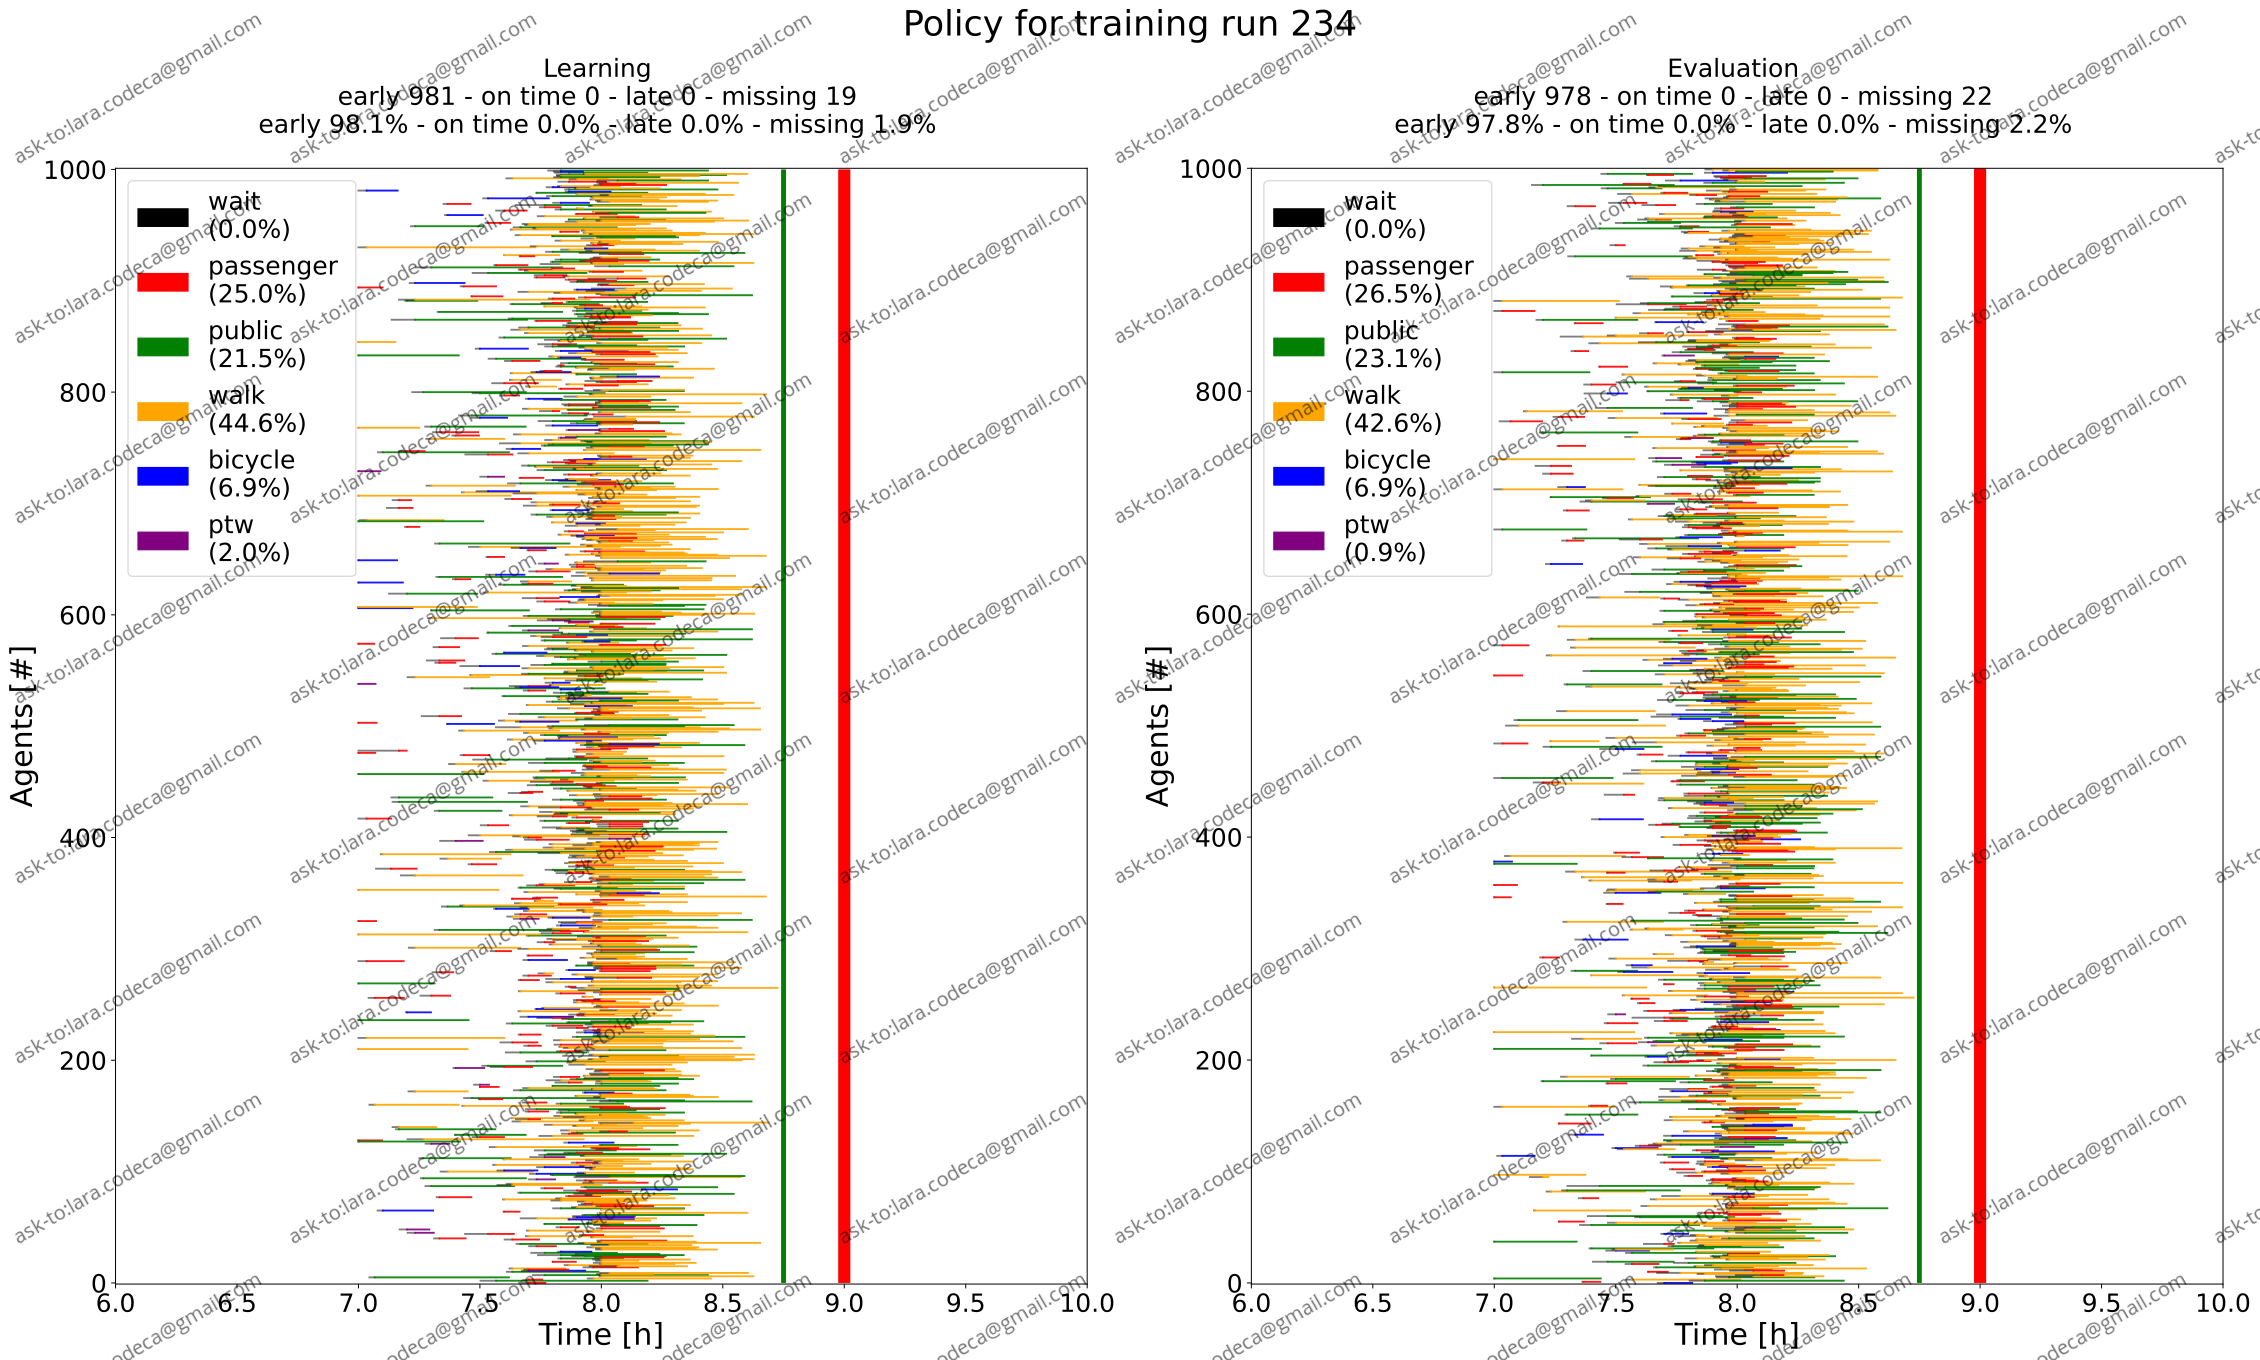 Policy for training run 234
Learning
early 981 - on time 0 - late 0 - missing 19
early 98.1% - on time 0.0% - late 0.0% - missing 1.9%
Evaluation
early 978 - on time 0 - late 0 - missing 22
early 97.8% - on time 0.0% - late 0.0% - missing 2.2%
wait
(0.0%)
passenger
(25.0%)
public
(21.5%)
walk
(44.6%)
bicycle
(6.9%)
ptw
(2.0%)
Agents [#]
1000
800
600
400
200
0
6.0 6.5 7.0 7.5 8.0 8.5 9.0 9.5 10.0
Time [h]
wait
(0.0%)
passenger
(26.5%)
public
(23.1%)
walk
(42.6%)
bicycle
(6.9%)
ptw
(0.9%)
Agents [#]
1000
800
600
400
200
0
6.0 6.5 7.0 7.5 8.0 8.5 9.0 9.5 10.0
Time [h]
ask-to:lara.codeca@gmail.com